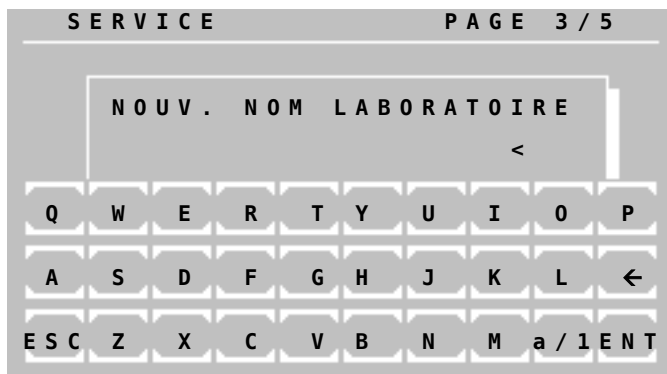 SERVICE PAGE 3/5
NOUV. NOM LABORATOIRE
<
Q W E R T Y U I O P
A S D F G H J K L ←
ESC Z X C V B N M a/1 ENT